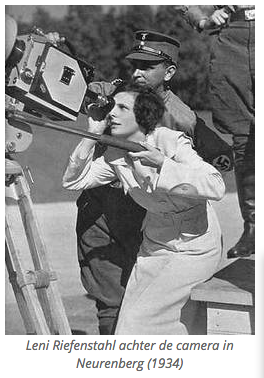 Leni Riefenstahl achter de camera in
Neurenberg (1934)